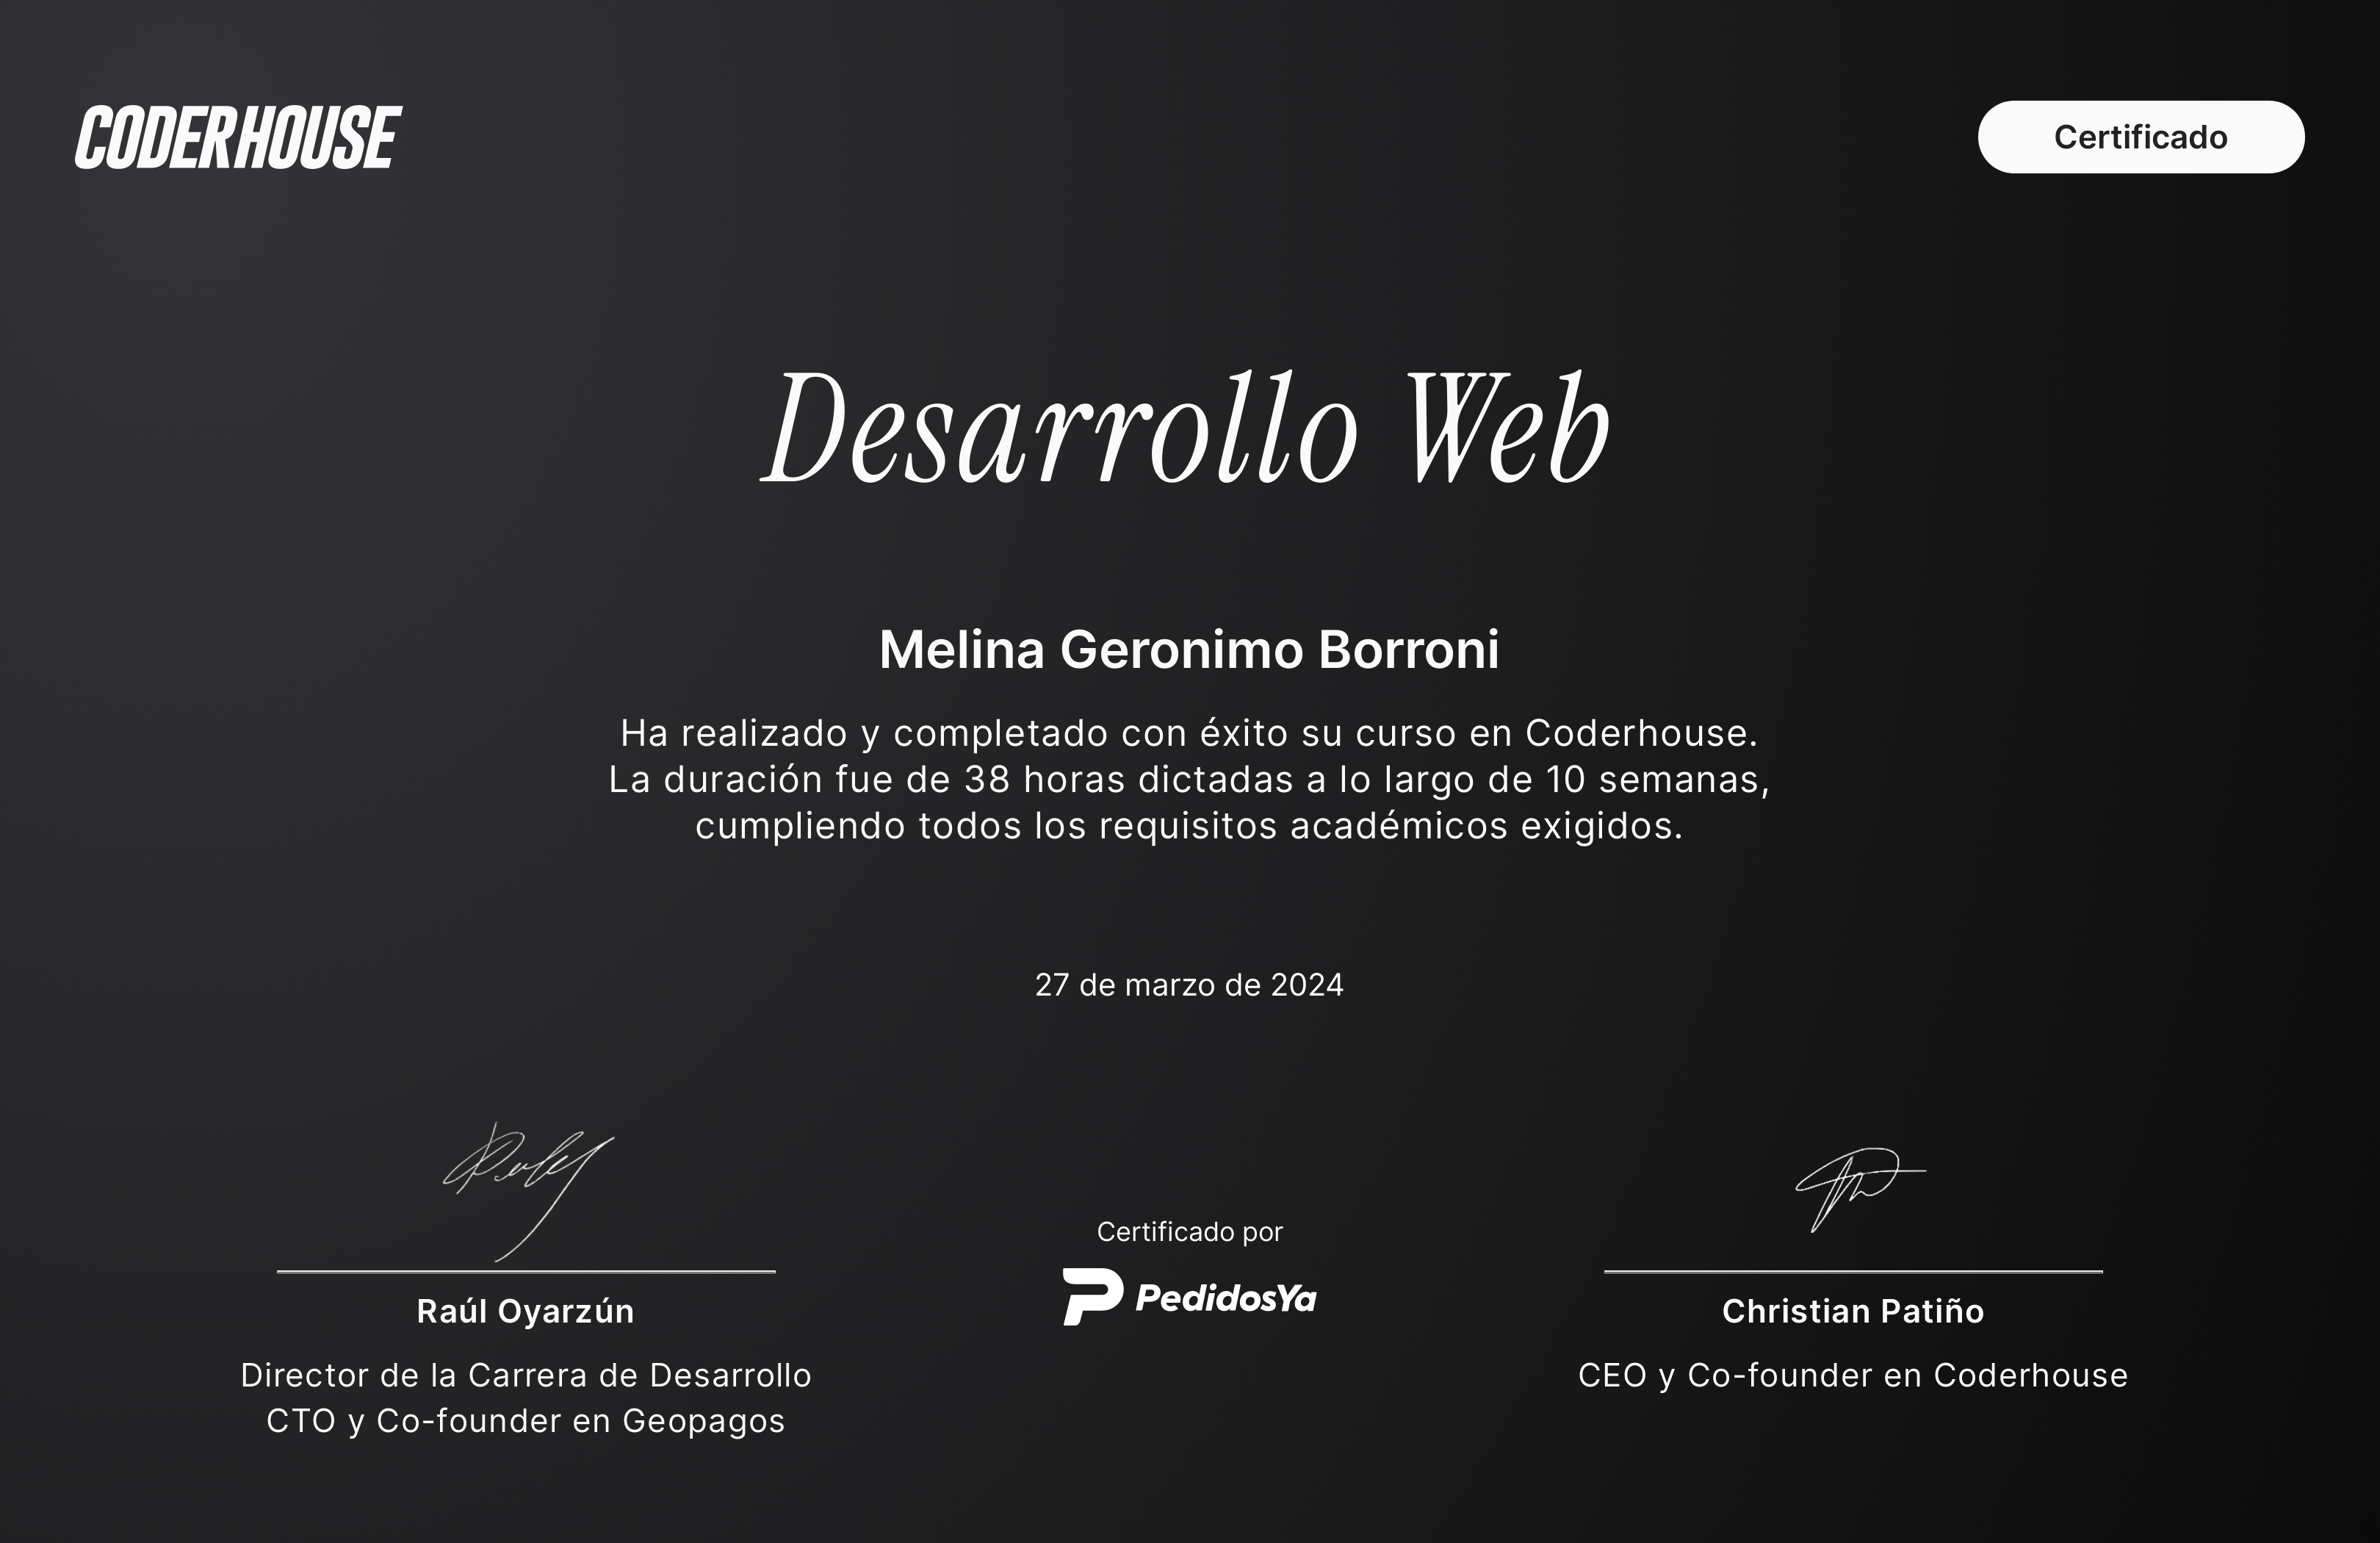 CODERHOUSE
Certificado
Desarrollo Web
Melina Geronimo Borroni
Ha realizado y completado con éxito su curso en Coderhouse.
La duración fue de 38 horas dictadas a lo largo de 10 semanas,
cumpliendo todos los requisitos académicos exigidos.
27 de marzo de 2024
Raúl Oyarzún
Director de la Carrera de Desarrollo
CTO y Co-founder en Geopagos
Certificado por
PedidosYa
Christian Patiño
CEO y Co-founder en Coderhouse